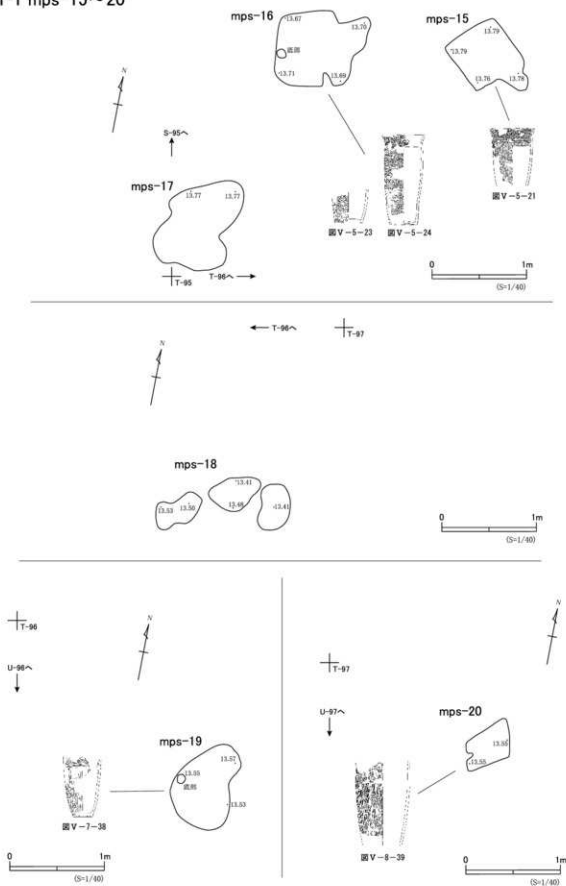 mps-15～20
mps-16
13.67
13.70
底部
13.71
13.69
mps-15
13.79
13.79
13.76
13.78
N
S-95へ
mps-17
13.77
13.77
T-95
T-96へ
図Ⅴ-5-23
図Ⅴ-5-24
図Ⅴ-5-21
0
1m
(S=1/40)
T-96へ
T-97
N
mps-18
13.53
13.50
13.41
13.48
13.41
0
1m
(S=1/40)
T-96
U-96へ
N
mps-19
13.57
13.55
底部
13.53
図Ⅴ-7-38
0
1m
(S=1/40)
T-97
U-97へ
N
mps-20
13.55
13.55
図Ⅴ-8-39
0
1m
(S=1/40)